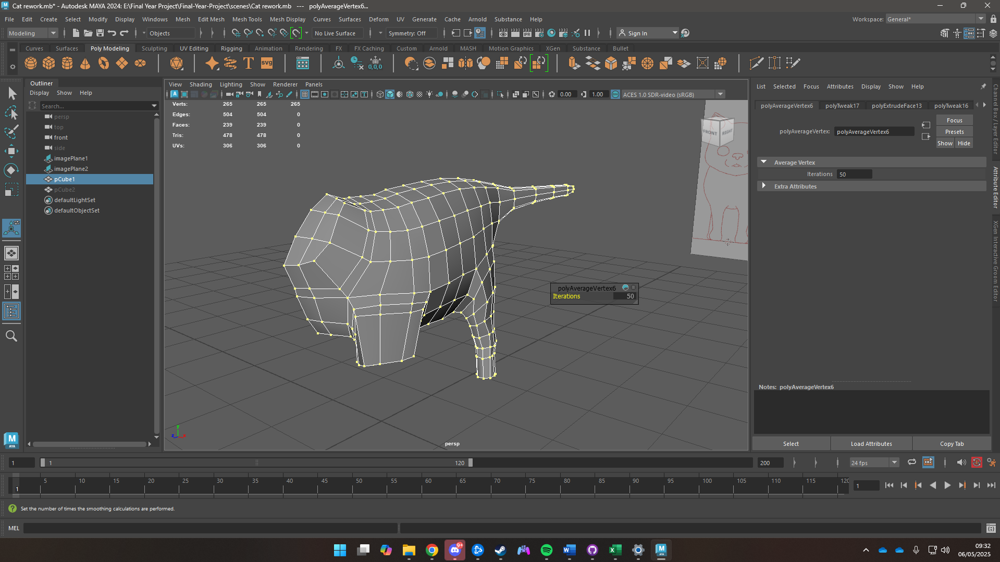 Cat rework.mb* - Autodesk MAYA 2024: E:\Final Year Project\Final-Year-Project\scenes\Cat rework.mb   ---   polyAverageVertex6...
File Edit Create Select Modify Display Windows Mesh Edit Mesh Mesh Tools Mesh Display Curves Surfaces Deform UV Generate Cache Arnold Substance Help
Workspace: General*
Modeling Objects No Live Surface Symmetry: Off Sign In
Curves Surfaces Poly Modeling Sculpting UV Editing Rigging Animation Rendering FX FX Caching Custom Arnold MASH Motion Graphics XGen Substance Bullet
Outliner
Display Show Help
Search...
persp
top
front
side
imagePlane1
imagePlane2
pCube1
pCube2
defaultLightSet
defaultObjectSet
View Shading Lighting Show Renderer Panels
0.00 1.00 ACES 1.0 SDR-video (sRGB)
Verts: 265 265 265
Edges: 504 504 0
Faces: 239 239 0
Tris: 478 478 0
UVs: 306 306 0
FRONT RIGHT
polyAverageVertex6
Iterations 50
persp
y
z x
List Selected Focus Attributes Display Show Help
polyAverageVertex6 polyTweak17 polyExtrudeFace13 polyTweak16
polyAverageVertex: polyAverageVertex6
Focus
Presets
Show Hide
Average Vertex
Iterations 50
Extra Attributes
Notes: polyAverageVertex6
Select Load Attributes Copy Tab
Channel Box / Layer Editor
Attribute Editor
XGen Interactive Groom Editor
1 1 120 200 24 fps
5 10 15 20 25 30 35 40 45 50 55 60 65 70 75 80 85 90 95 100 105 110 115 120
1 1
Set the number of times the smoothing calculations are performed.
MEL
09:32
06/05/2025